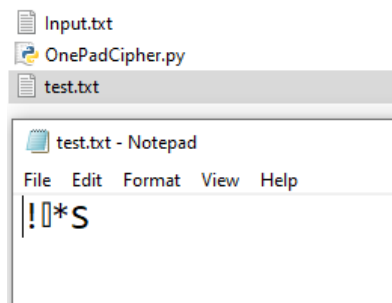 Input.txt
OnePadCipher.py
test.txt
test.txt - Notepad
File Edit Format View Help
!▯*S